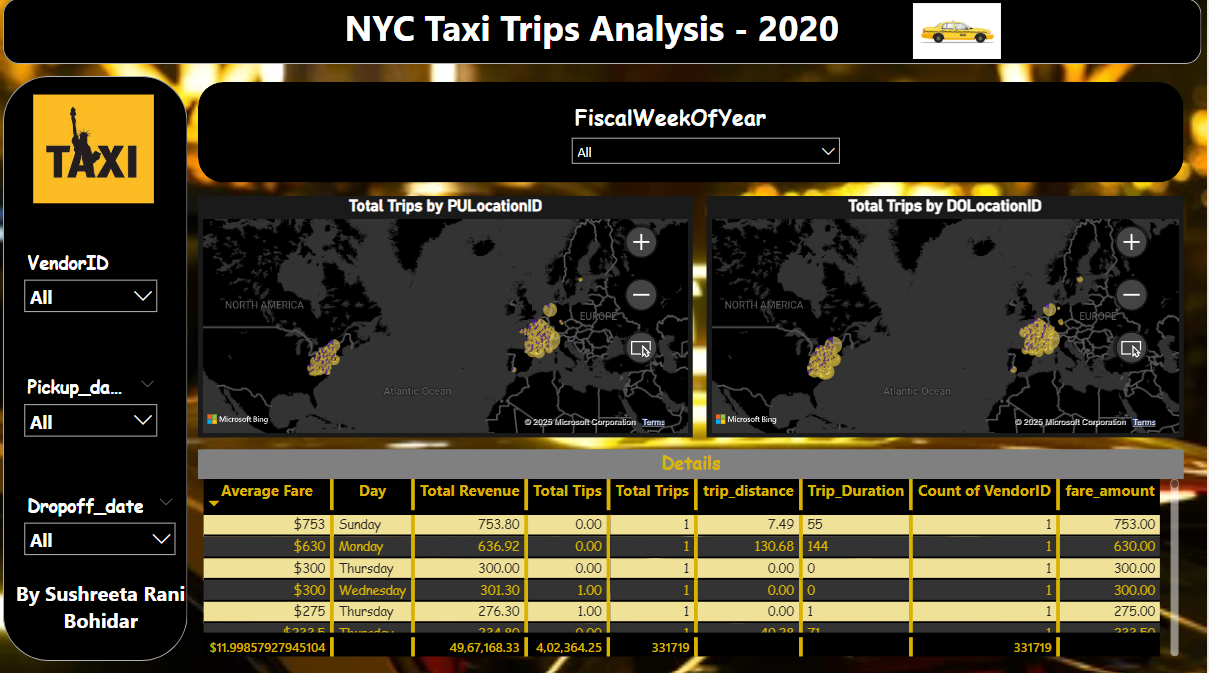 NYC Taxi Trips Analysis - 2020
TAXI
FiscalWeekOfYear
All
VendorID
All
Pickup_da...
All
Dropoff_date
All
By Sushreeta Rani
Bohidar
Total Trips by PULocationID
NORTH AMERICA
EUROPE
Atlantic Ocean
Microsoft Bing
© 2025 Microsoft Corporation Terms
Total Trips by DOLocationID
NORTH AMERICA
EUROPE
Atlantic Ocean
Microsoft Bing
© 2025 Microsoft Corporation Terms
Details
Average Fare Day Total Revenue Total Tips Total Trips trip_distance Trip_Duration Count of VendorID fare_amount
$753 Sunday 753.80 0.00 1 7.49 55 1 753.00
$630 Monday 636.92 0.00 1 130.68 144 1 630.00
$300 Thursday 300.00 0.00 1 0.00 0 1 300.00
$300 Wednesday 301.30 1.00 1 0.00 0 1 300.00
$275 Thursday 276.30 1.00 1 0.00 1 1 275.00
Thursday 0.00 1 71 1
$11.99857927945104 49,67,168.33 4,02,364.25 331719 331719